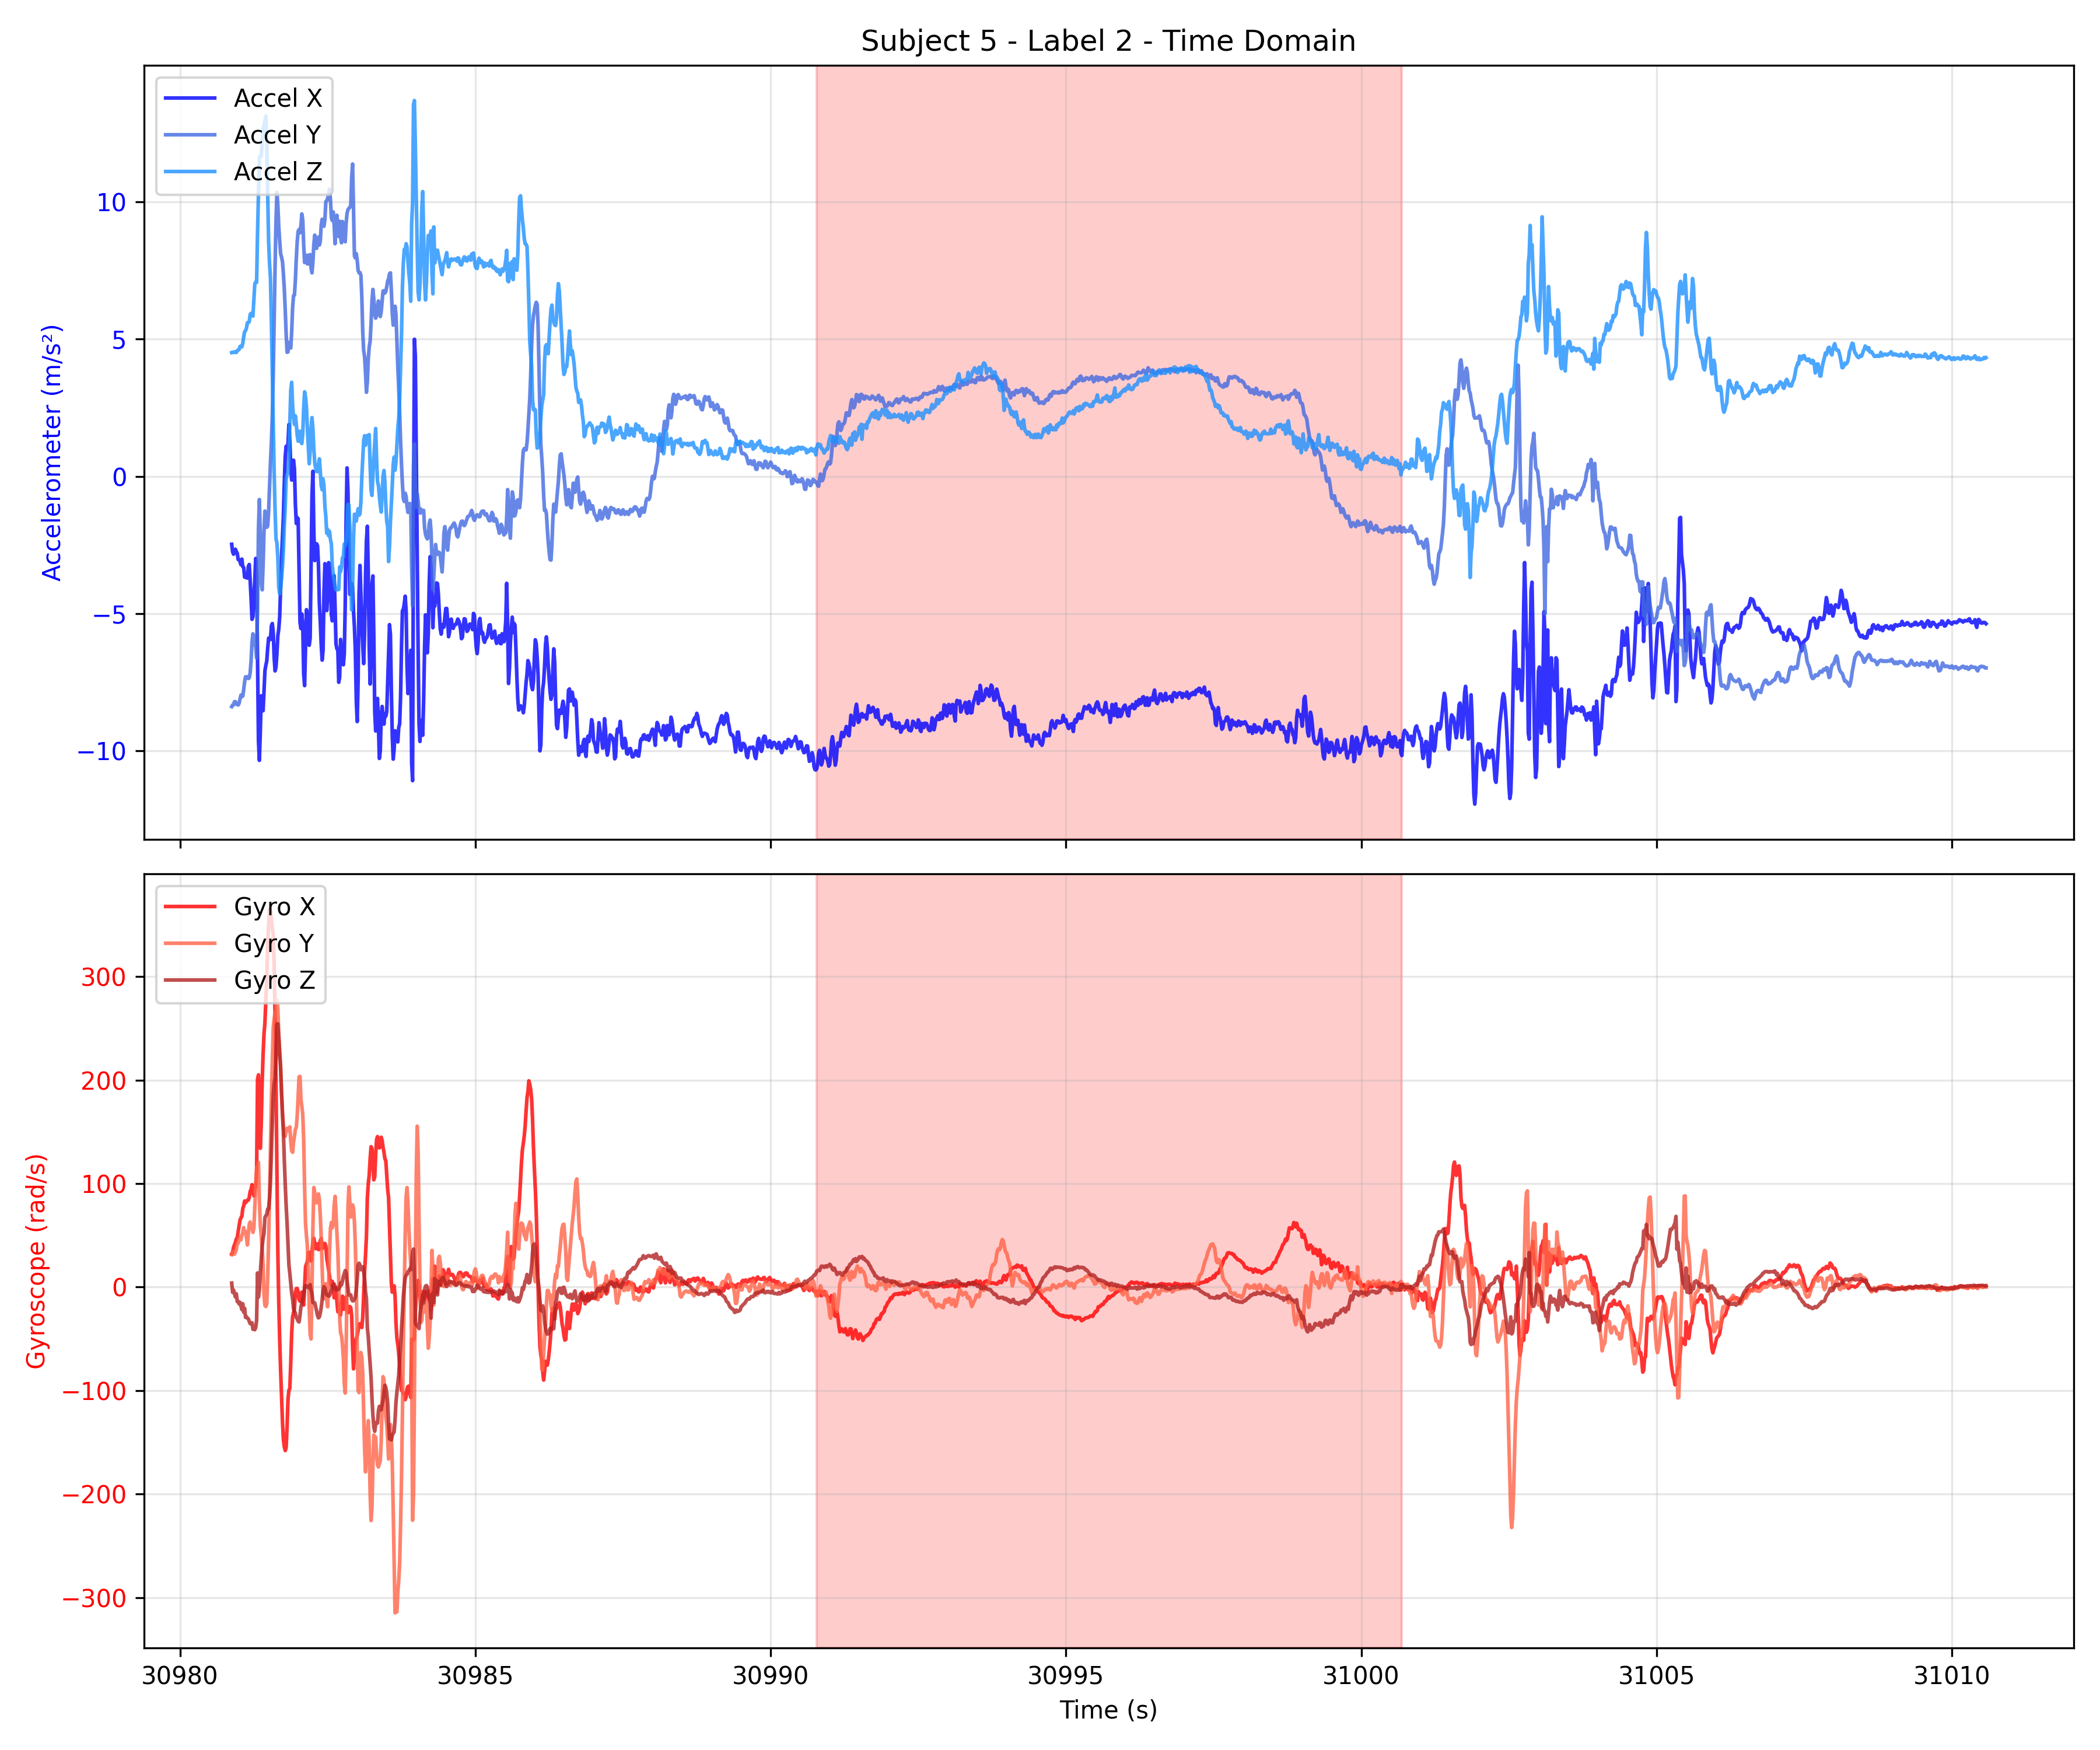 Subject 5 - Label 2 - Time Domain
Accel X
Accel Y
Accel Z
Accelerometer (m/s²)
10
5
0
−5
−10
Gyro X
Gyro Y
Gyro Z
Gyroscope (rad/s)
300
200
100
0
−100
−200
−300
30980 30985 30990 30995 31000 31005 31010
Time (s)